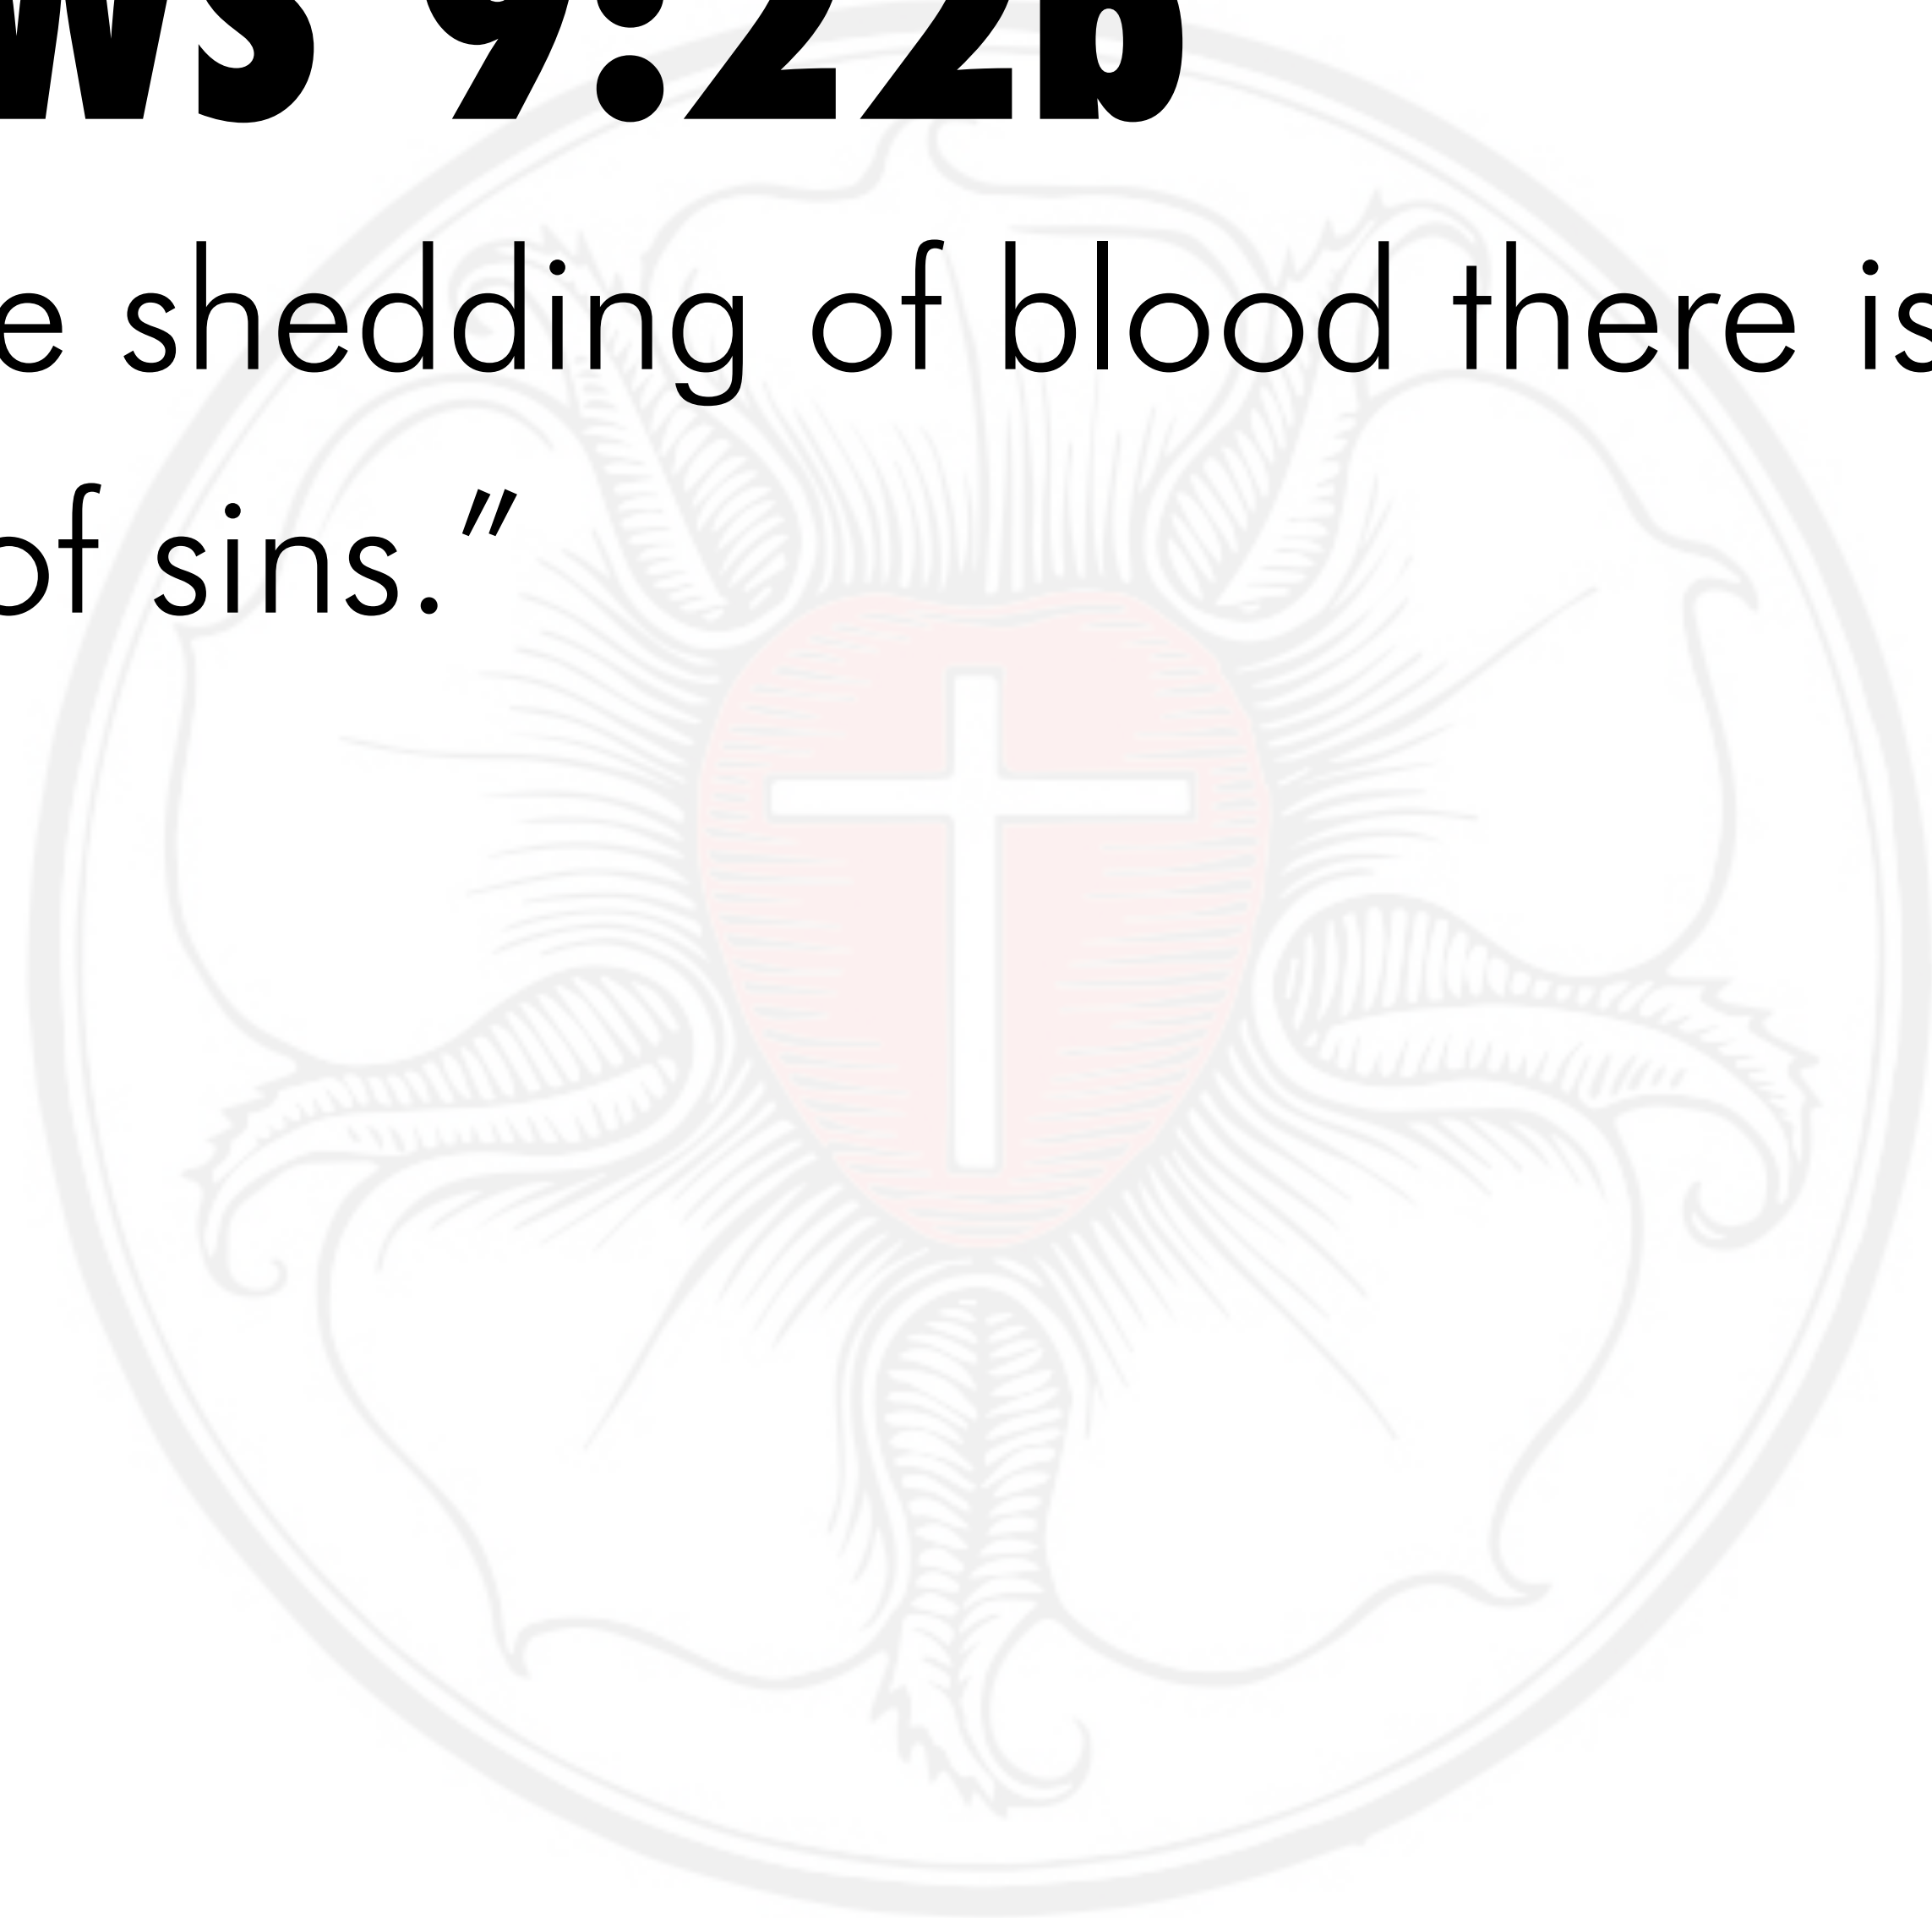 ws 9:22b
e shedding of blood there is
of sins.”